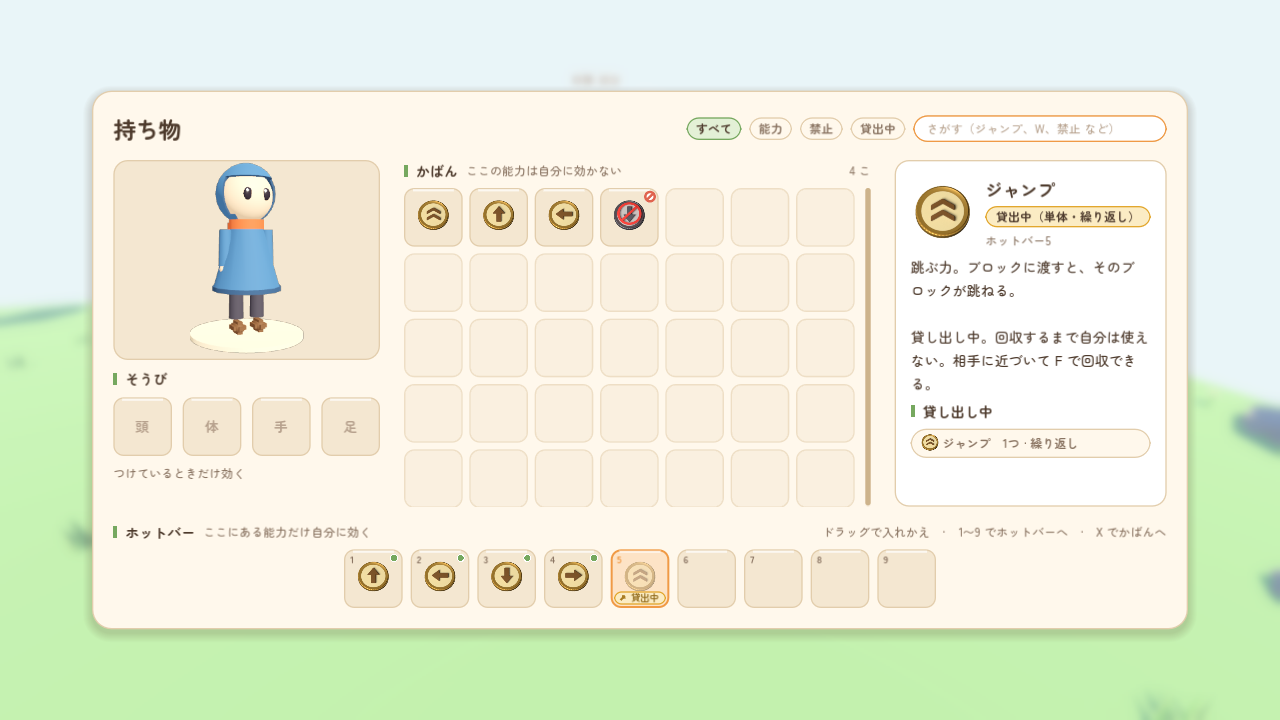 持ち物
すべて
能力
禁止
貸出中
さがす（ジャンプ、W、禁止 など）
かばん ここの能力は自分に効かない
4 こ
そうび
頭
体
手
足
つけているときだけ効く
ジャンプ
貸出中（単体・繰り返し）
ホットバー5
跳ぶ力。ブロックに渡すと、そのブ
ロックが跳ねる。
貸し出し中。回収するまで自分は使え
ない。相手に近づいて F で回収でき
る。
貸し出し中
ジャンプ 1つ · 繰り返し
ホットバー ここにある能力だけ自分に効く
ドラッグで入れかえ · 1〜9 でホットバーへ · X でかばんへ
1
2
3
4
5
貸出中
6
7
8
9